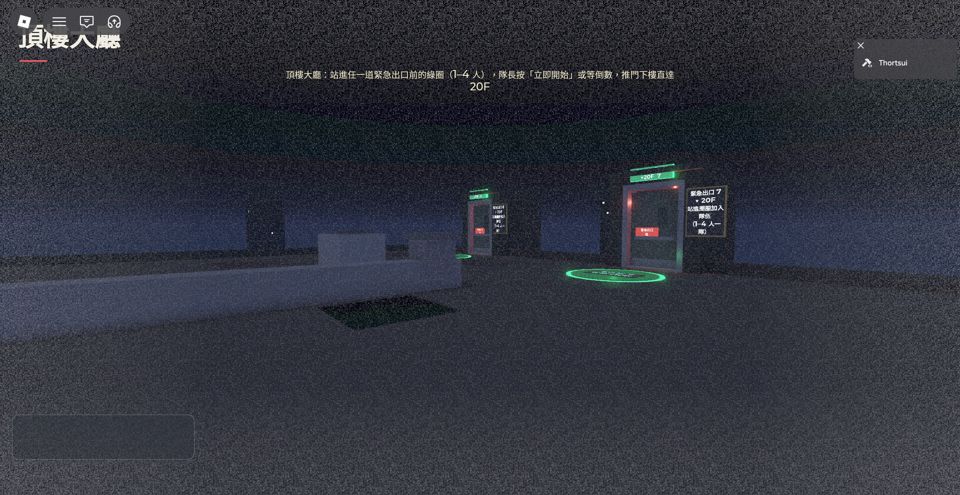 頂樓大廳
Thortsui
頂樓大廳：站進任一道緊急出口前的綠圈（1–4 人），隊長按「立即開始」或等倒數，推門下樓直達
20F
緊急出口 7
站進圈圈加入
隊伍
（1–4 人一
隊）